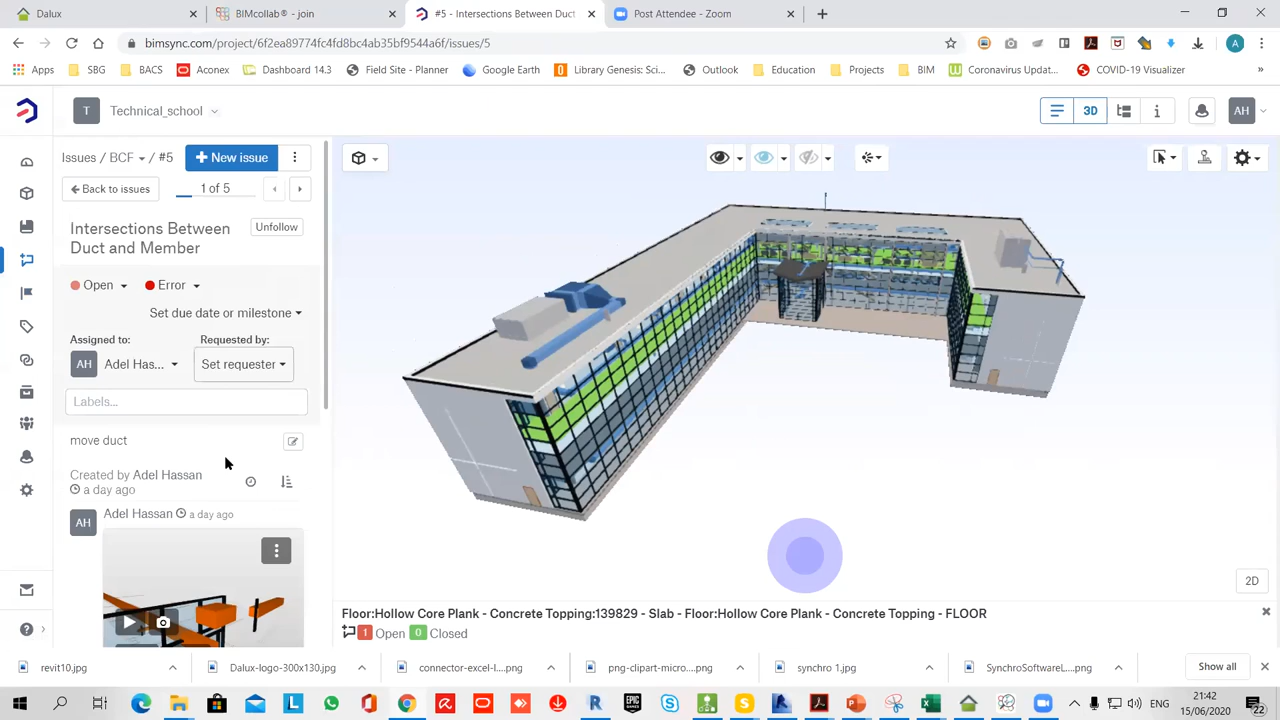 Dalux
BIMcollab® - join
#5 - Intersections Between Duct
Post Attendee - Zoom
bimsync.com/project/6f2ea89774fc4fd8bc4ab35bf9544a6f/issues/5
A
Apps
SBG
BACS
Aconex
Dashboard 14.3
Field Site - Planner
Google Earth
Library Genesis: Sci...
Outlook
Education
Projects
BIM
Coronavirus Updat...
COVID-19 Visualizer
»
T
Technical_school
3D
AH
Issues / BCF / #5
+ New issue
Back to issues
1 of 5
Intersections Between
Duct and Member
Unfollow
Open
Error
Set due date or milestone
Assigned to:
Requested by:
AH
Adel Has...
Set requester
Labels...
move duct
Created by Adel Hassan
a day ago
AH
Adel Hassan a day ago
2D
Floor:Hollow Core Plank - Concrete Topping:139829 - Slab - Floor:Hollow Core Plank - Concrete Topping - FLOOR
1 Open 0 Closed
revit10.jpg
Dalux-logo-300x130.jpg
connector-excel-l....png
png-clipart-micro....png
synchro 1.jpg
SynchroSoftwareL....png
Show all
ENG
21:42
15/06/2020
22